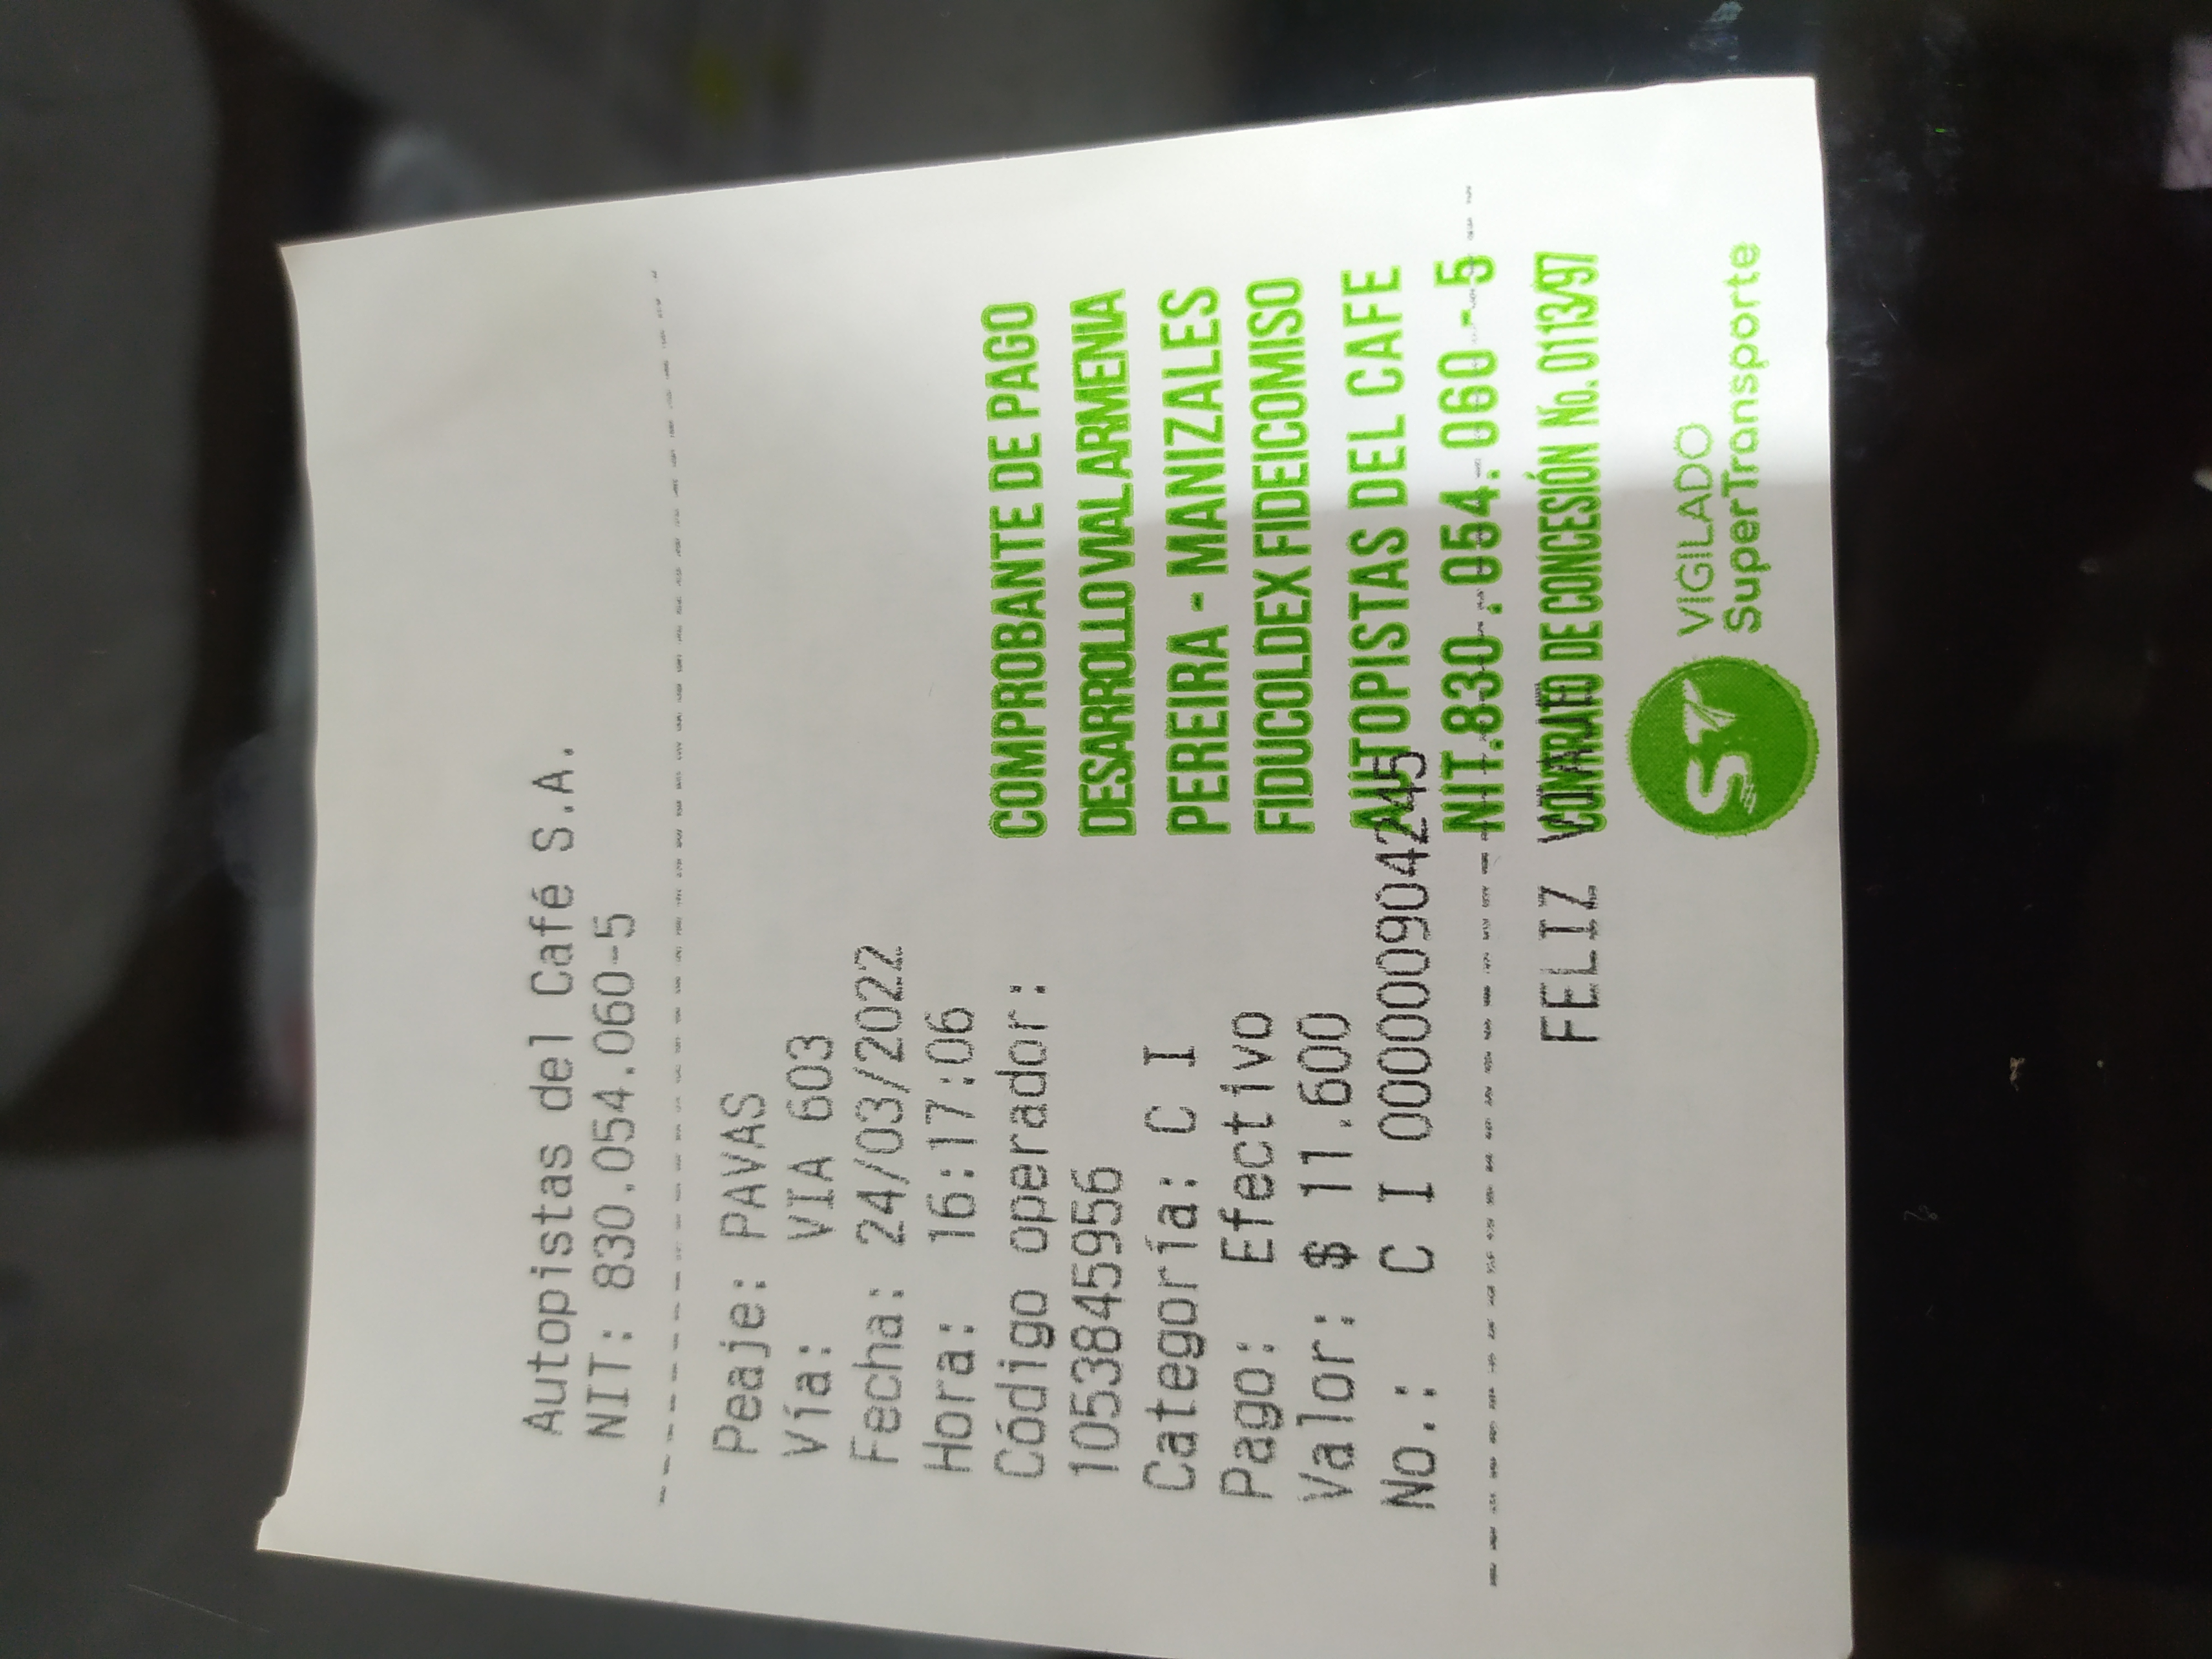 Autopistas del Café S.A.
NIT: 830.054.060-5
Peaje: PAVAS
Vía: VIA 603
Fecha: 24/03/2022
Hora: 16:17:06
Código operador:
1053845956
Categoría: C I
Pago: Efectivo
Valor: $ 11.600
No.: C I 000000904245
FELIZ VIAJE
COMPROBANTE DE PAGO
DESARROLLO VIAL ARMENIA
PEREIRA - MANIZALES
FIDUCOLDEX FIDEICOMISO
AUTOPISTAS DEL CAFE
NIT.830.054.060-5
CONTRATO DE CONCESIÓN No. 0113/97
VIGILADO
SuperTransporte